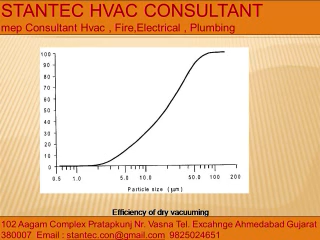 STANTEC HVAC CONSULTANT
mep Consultant Hvac , Fire,Electrical , Plumbing
100
90
80
70
60
50
40
30
20
10
0
0.5 1.0 5.0 10.0 50 100 200
Particle size (µm.)
Efficiency of dry vacuuming
102 Aagam Complex Pratapkunj Nr. Vasna Tel. Excahnge Ahmedabad Gujarat
380007 Email : stantec.con@gmail.com 9825024651